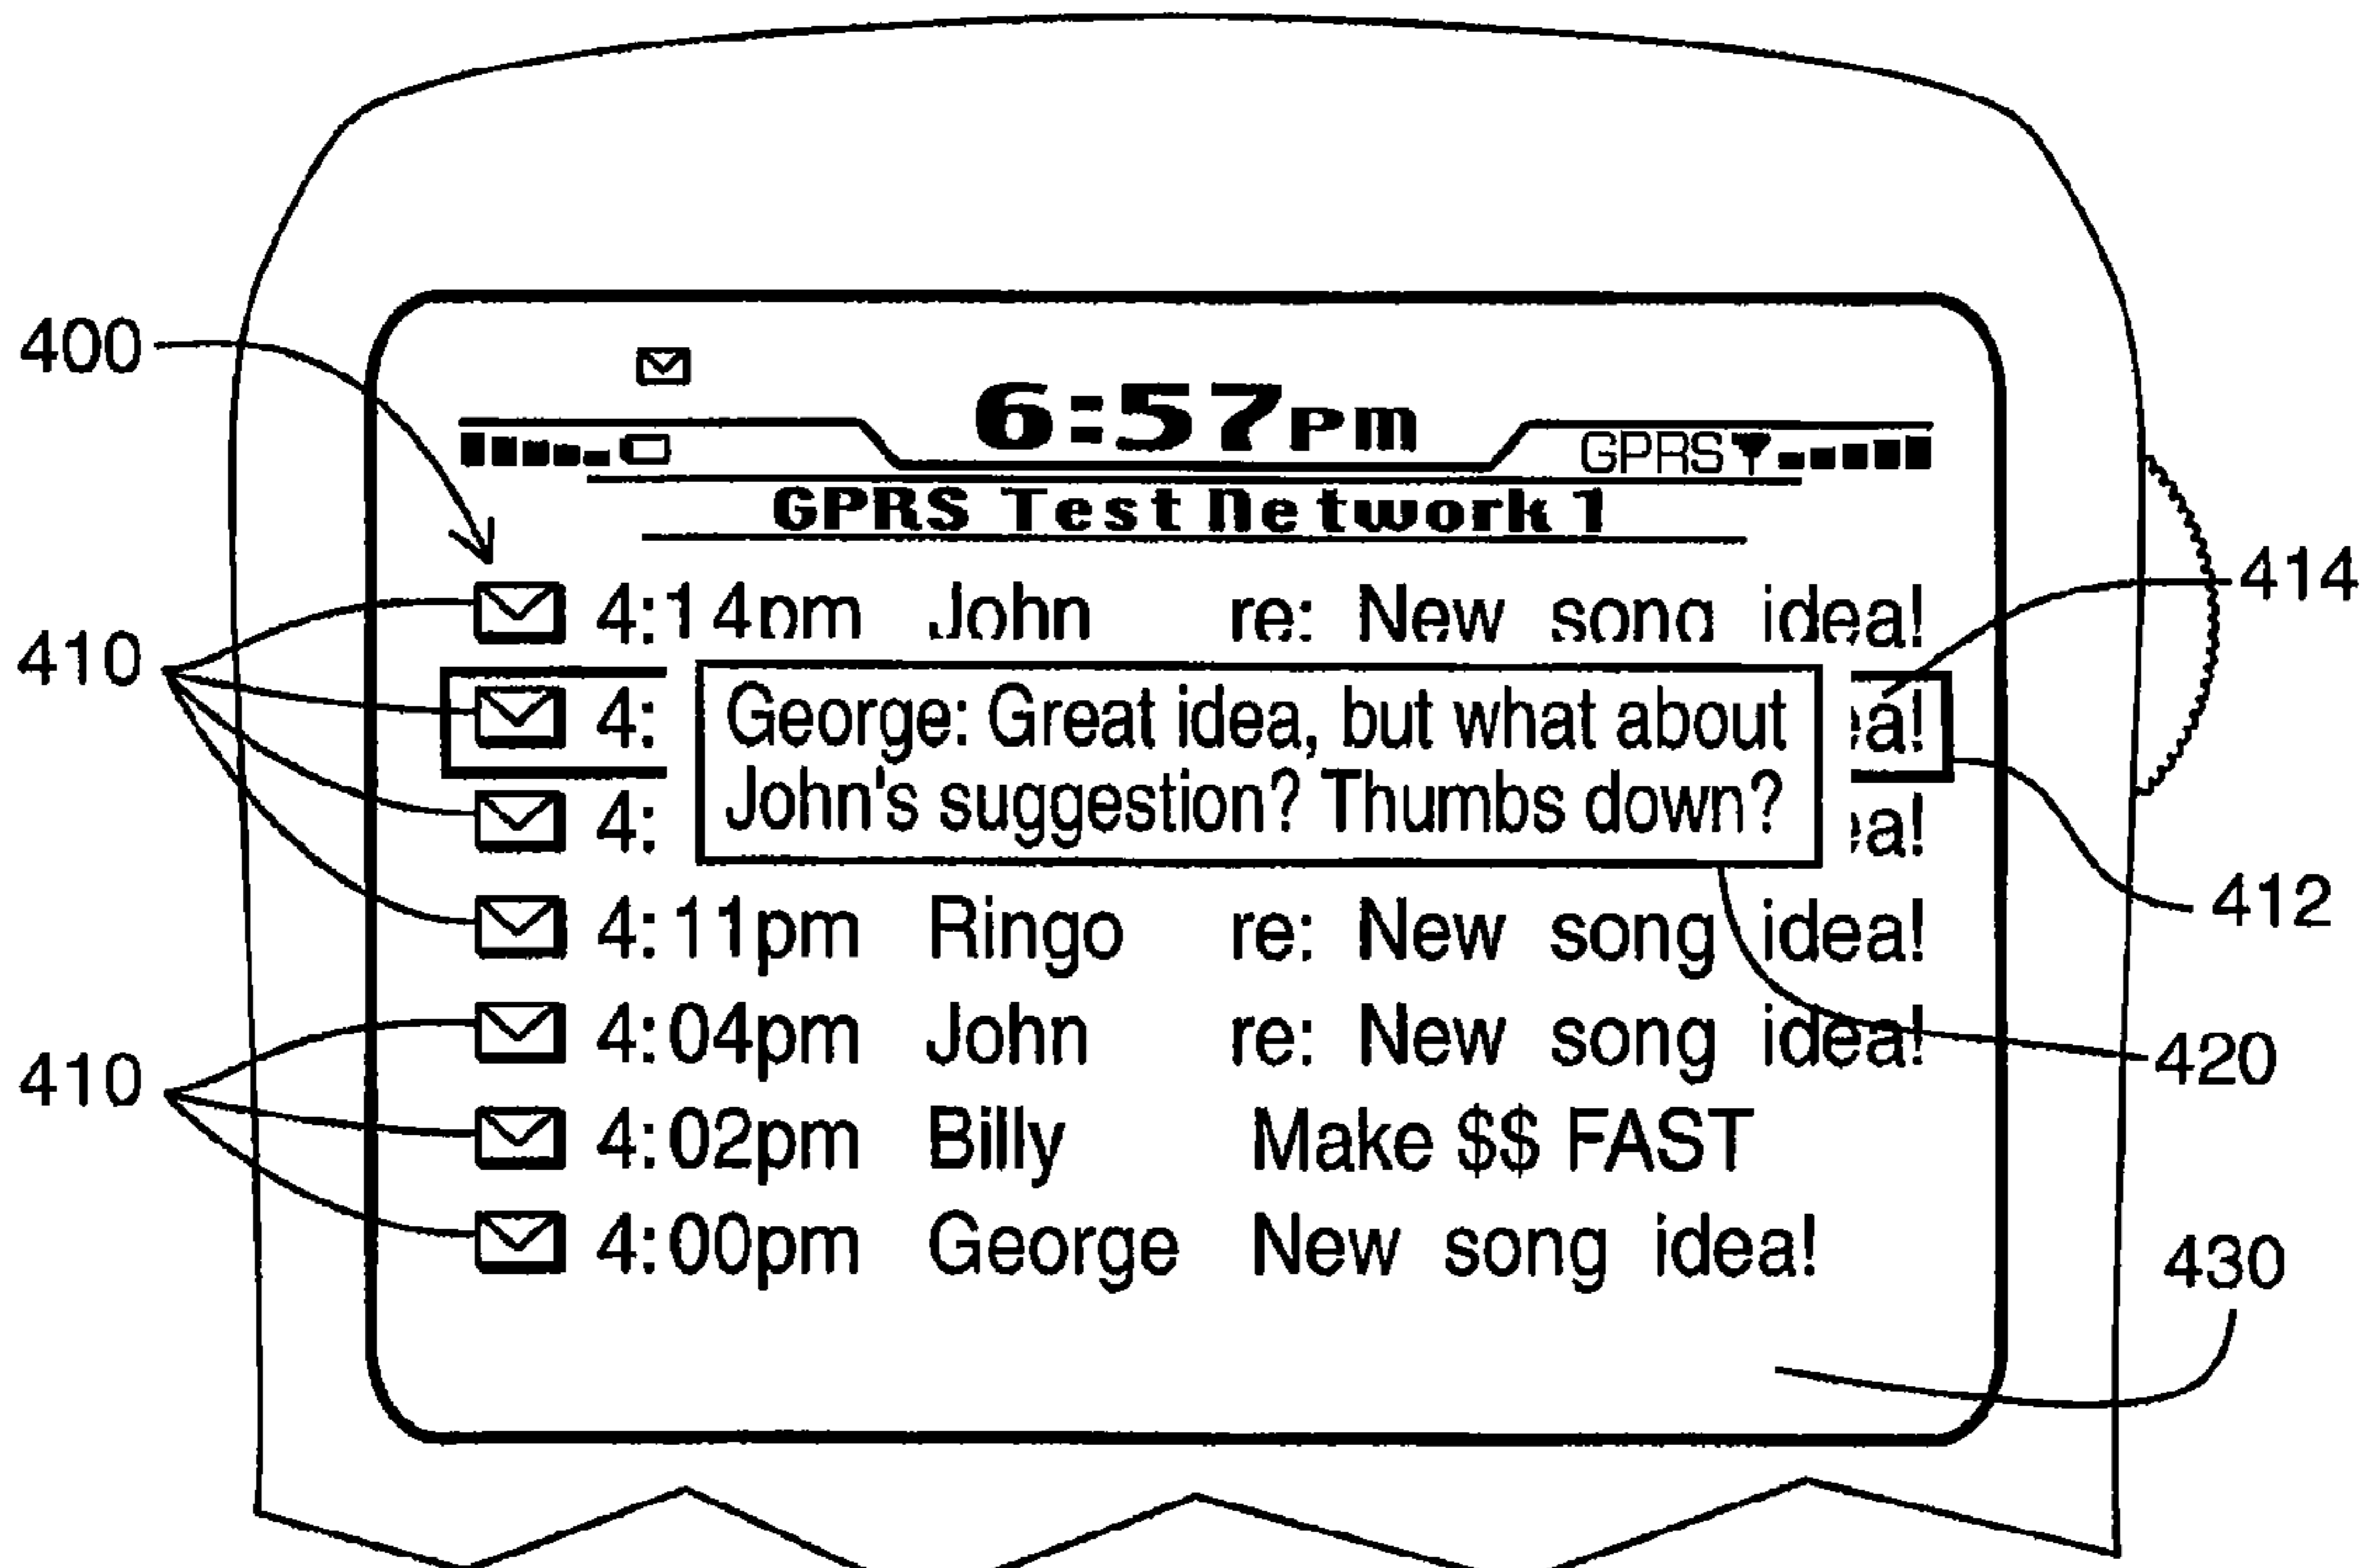 400
6:57pm
GPRS
GPRS Test Network 1
4:14pm John re: New song idea!
414
410
4: George: Great idea, but what about a!
4: John's suggestion? Thumbs down? a!
412
4:11pm Ringo re: New song idea!
4:04pm John re: New song idea!
420
410
4:02pm Billy Make $$ FAST
4:00pm George New song idea!
430